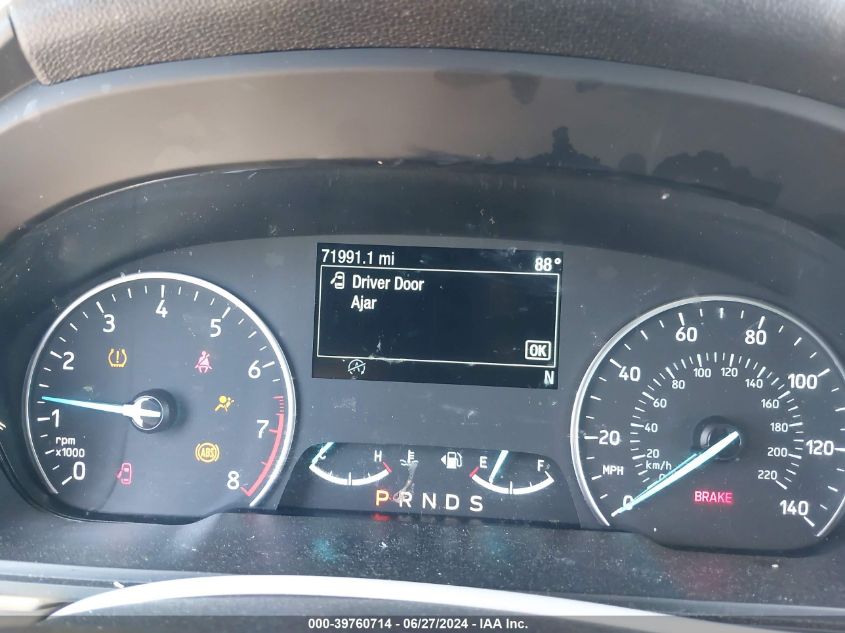 71991.1 mi 88°
Driver Door
Ajar
OK
N
0 1 2 3 4 5 6 7 8
rpm
x1000
ABS
C H E F
P R N D S
0 20 40 60 80 100 120 140
MPH
0 20 40 60 80 100 120 140 160 180 200 220
km/h
BRAKE
000-39760714 - 06/27/2024 - IAA Inc.